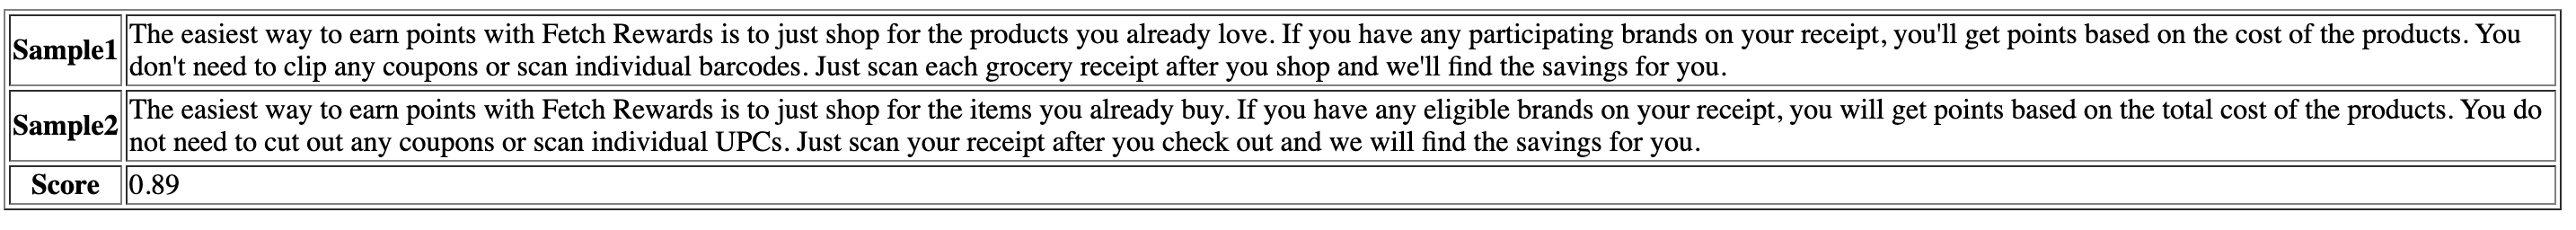 Sample1 The easiest way to earn points with Fetch Rewards is to just shop for the products you already love. If you have any participating brands on your receipt, you'll get points based on the cost of the products. You
don't need to clip any coupons or scan individual barcodes. Just scan each grocery receipt after you shop and we'll find the savings for you.
Sample2 The easiest way to earn points with Fetch Rewards is to just shop for the items you already buy. If you have any eligible brands on your receipt, you will get points based on the total cost of the products. You do
not need to cut out any coupons or scan individual UPCs. Just scan your receipt after you check out and we will find the savings for you.
Score 0.89